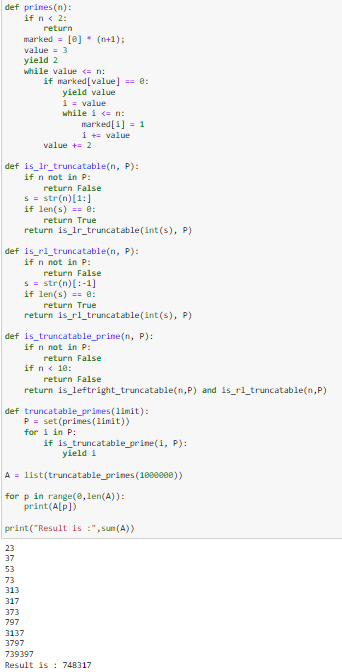 def primes(n):
    if n < 2:
        return
    marked = [0] * (n+1);
    value = 3
    yield 2
    while value <= n:
        if marked[value] == 0:
            yield value
            i = value
            while i <= n:
                marked[i] = 1
                i += value
        value += 2
def is_lr_truncatable(n, P):
    if n not in P:
        return False
    s = str(n)[1:]
    if len(s) == 0:
        return True
    return is_lr_truncatable(int(s), P)
def is_rl_truncatable(n, P):
    if n not in P:
        return False
    s = str(n)[:-1]
    if len(s) == 0:
        return True
    return is_rl_truncatable(int(s), P)
def is_truncatable_prime(n, P):
    if n not in P:
        return False
    if n < 10:
        return False
    return is_leftright_truncatable(n,P) and is_rl_truncatable(n,P)
def truncatable_primes(limit):
    P = set(primes(limit))
    for i in P:
        if is_truncatable_prime(i, P):
            yield i
A = list(truncatable_primes(1000000))
for p in range(0,len(A)):
    print(A[p])
print("Result is :",sum(A))
23
37
53
73
313
317
373
797
3137
3797
739397
Result is : 748317